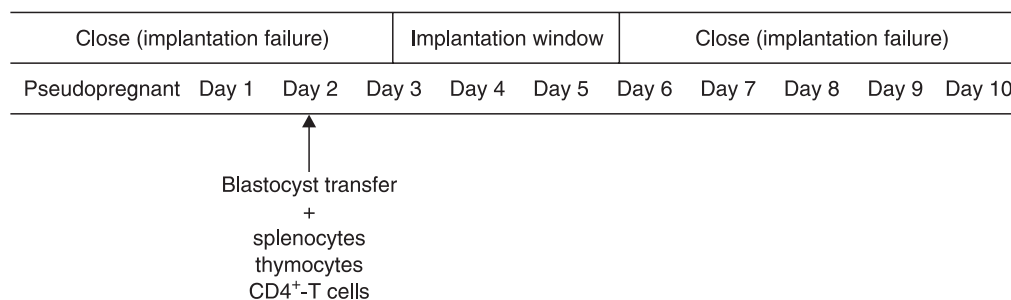 Close (implantation failure) Implantation window Close (implantation failure)
Pseudopregnant Day 1 Day 2 Day 3 Day 4 Day 5 Day 6 Day 7 Day 8 Day 9 Day 10
Blastocyst transfer
+
splenocytes
thymocytes
CD4⁺-T cells